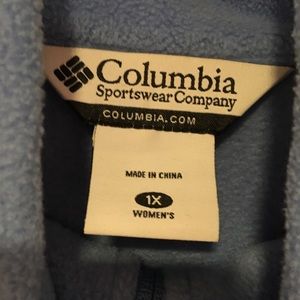 Columbia
Sportswear Company
COLUMBIA.COM
MADE IN CHINA
1X
WOMEN'S